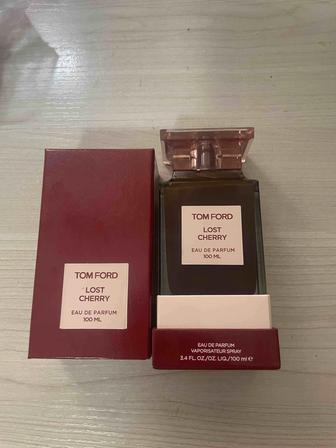 TOM FORD
LOST
CHERRY
EAU DE PARFUM
100 ML
TOM FORD
LOST
CHERRY
EAU DE PARFUM
100 ML
EAU DE PARFUM
VAPORISATEUR SPRAY
3.4 FL. OZ./OZ. LIQ./100 ml ℮